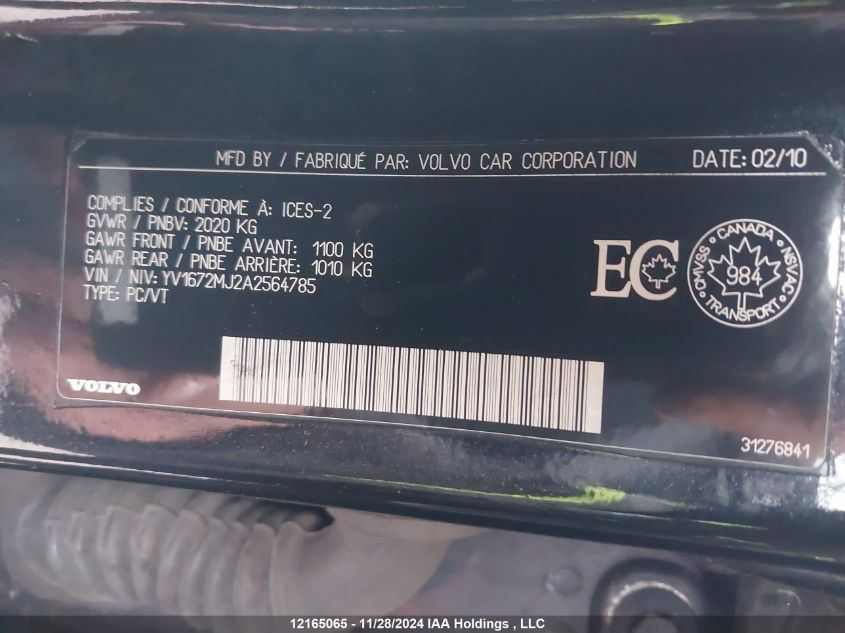 MFD BY / FABRIQUÉ PAR: VOLVO CAR CORPORATION DATE: 02/10
COMPLIES / CONFORME À: ICES-2
GVWR / PNBV: 2020 KG
GAWR FRONT / PNBE AVANT: 1100 KG
GAWR REAR / PNBE ARRIÈRE: 1010 KG
VIN / NIV: YV1672MJ2A2564785
TYPE: PC/VT
EC
CANADA
CMVSS NSVAC
984
TRANSPORT
VOLVO
31276841
12165065 - 11/28/2024 IAA Holdings , LLC